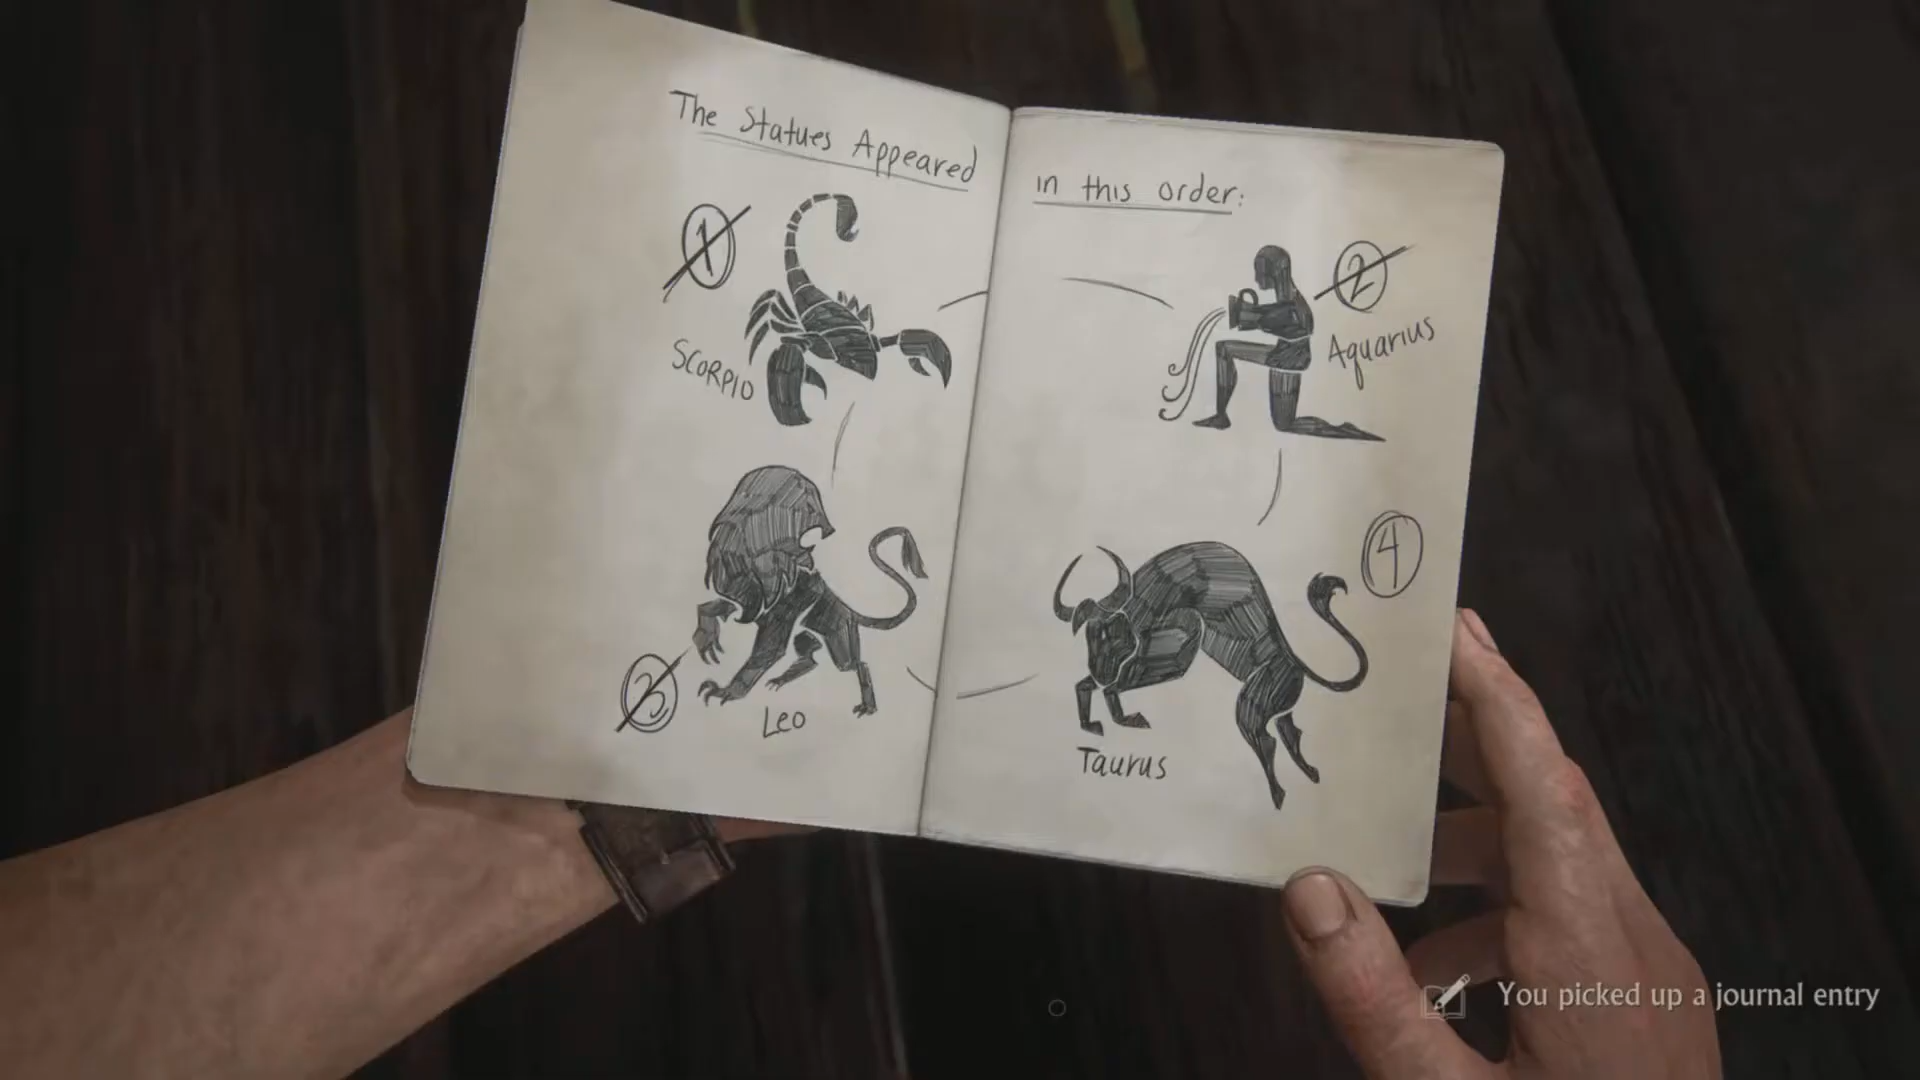 The Statues Appeared
in this order:
1
SCORPIO
2
Aquarius
3
Leo
4
Taurus
You picked up a journal entry